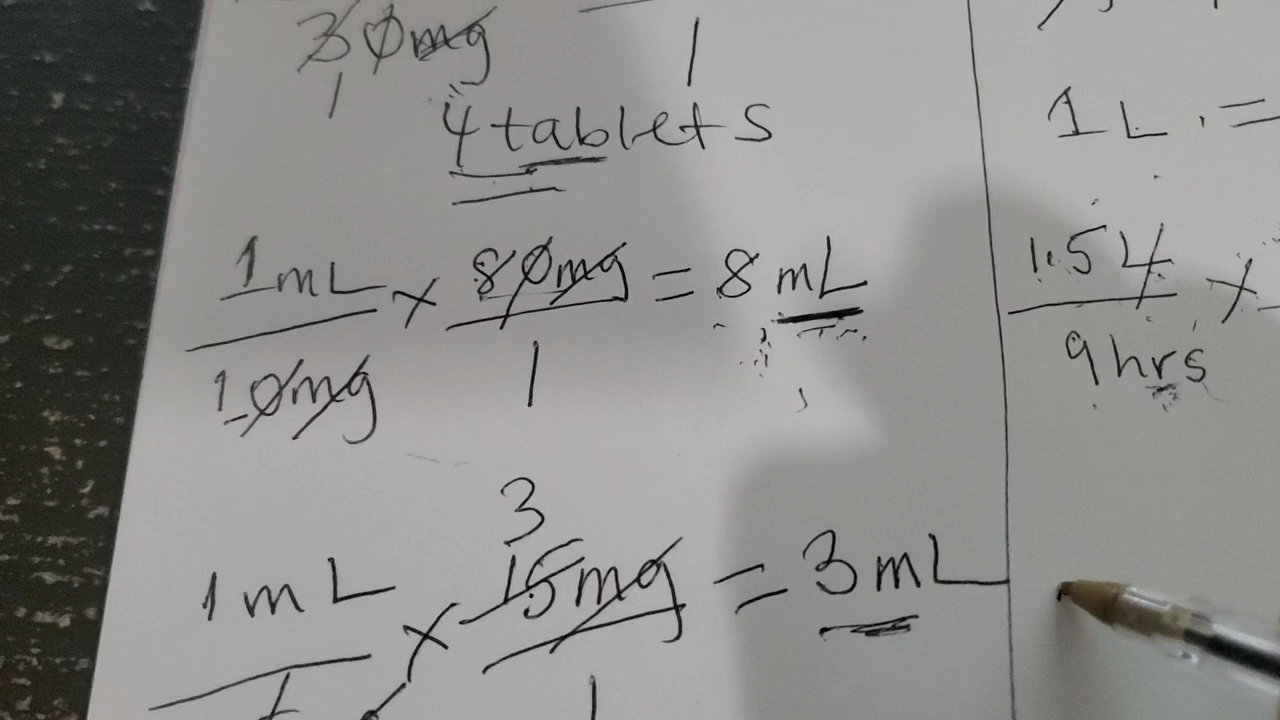 30mg 1
1
4 tablets
1mL × 80mg = 8 mL
10mg 1
3
1mL × 15mg = 3mL
1
1L. =
1.5L ×
9hrs